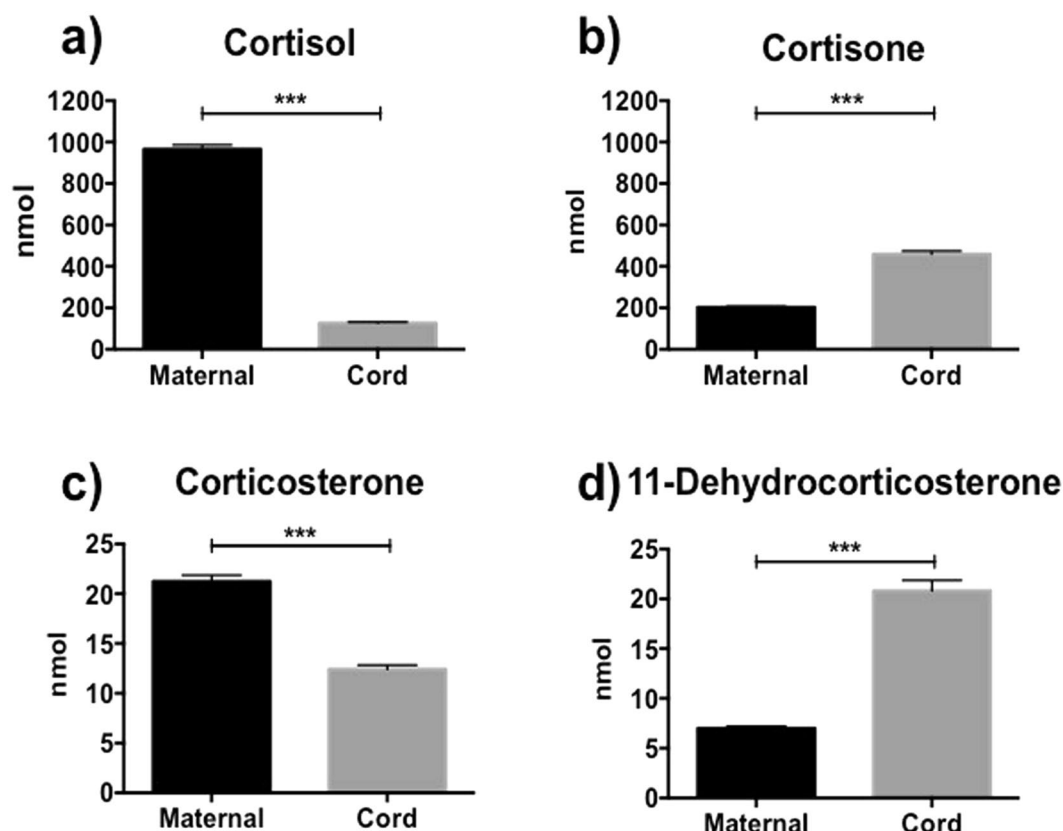 a) Cortisol
***
1200
1000
800
600
400
200
0
nmol
Maternal Cord
b) Cortisone
***
1200
1000
800
600
400
200
0
nmol
Maternal Cord
c) Corticosterone
***
25
20
15
10
5
0
nmol
Maternal Cord
d) 11-Dehydrocorticosterone
***
25
20
15
10
5
0
nmol
Maternal Cord